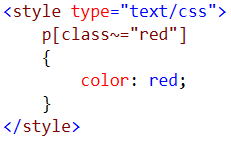 <style type="text/css">
    p[class~="red"]
    {
        color: red;
    }
</style>